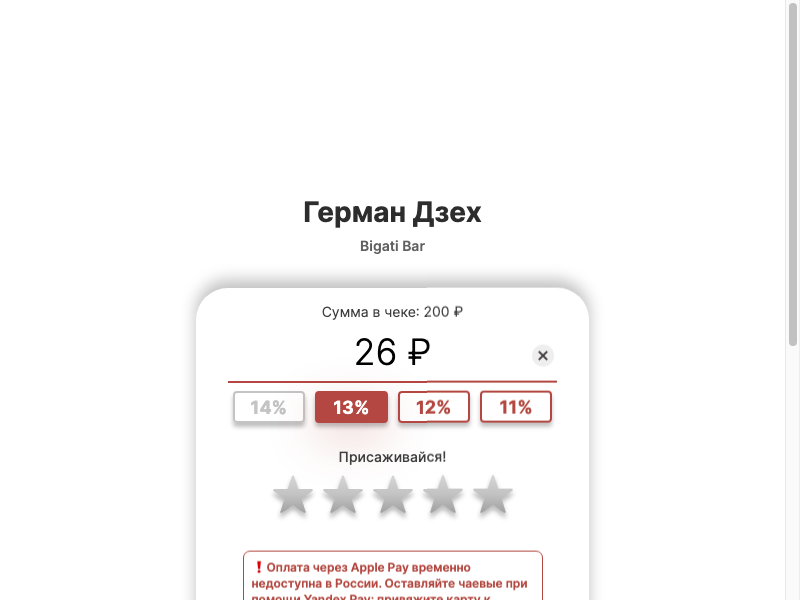 Герман Дзех
Bigati Bar
Сумма в чеке: 200 ₽
26 ₽
14% 13% 12% 11%
Присаживайся!
❗ Оплата через Apple Pay временно
недоступна в России. Оставляйте чаевые при
помощи Yandex Pay: привяжите карту к